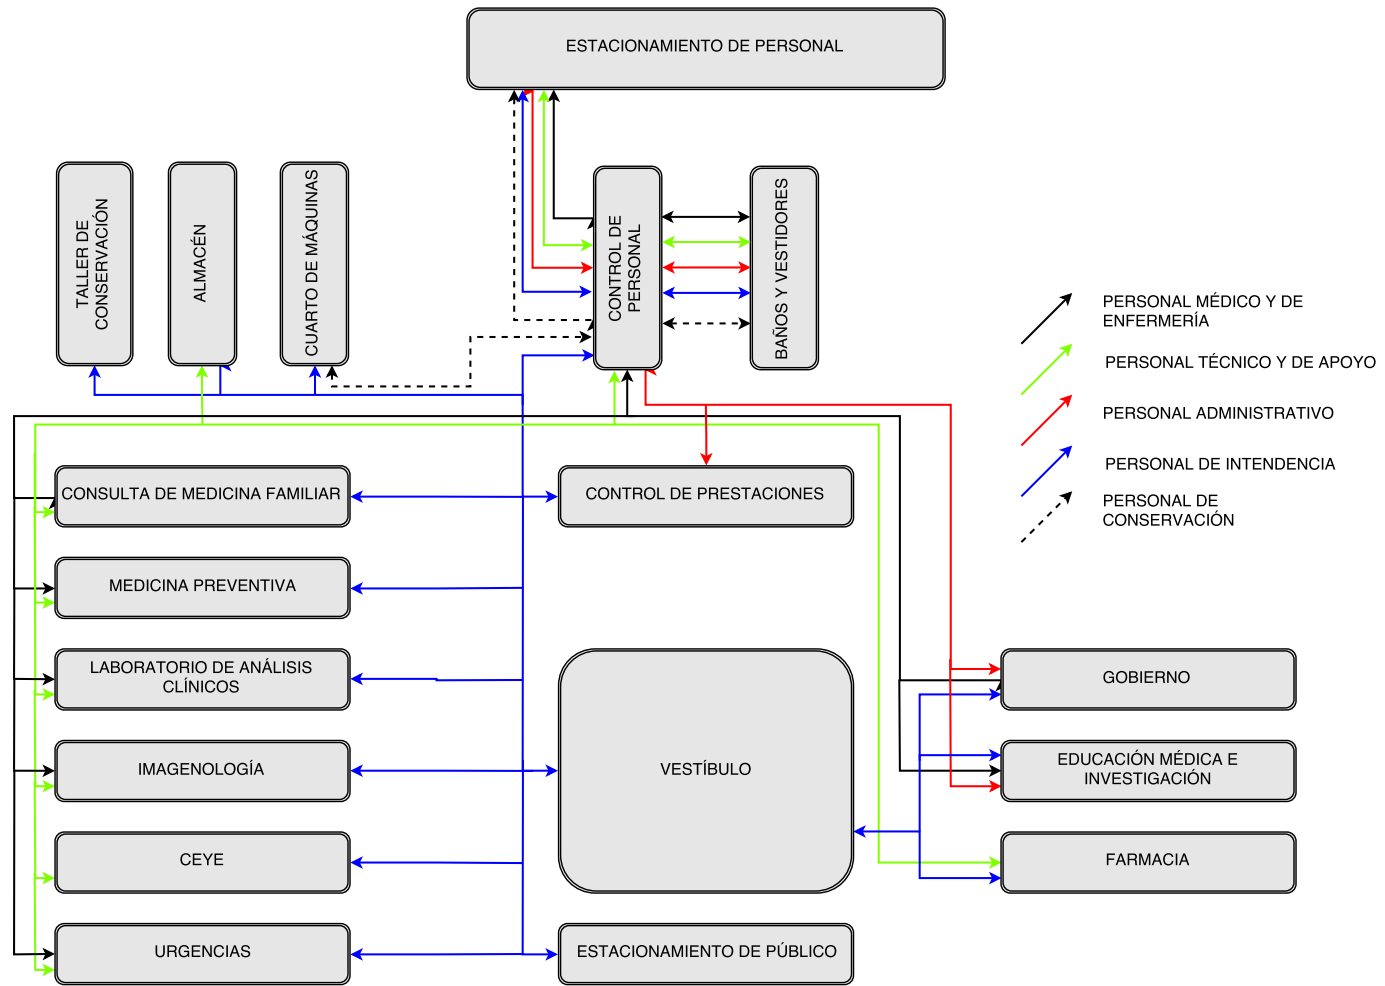 ESTACIONAMIENTO DE PERSONAL
TALLER DE
CONSERVACIÓN
ALMACÉN
CUARTO DE MÁQUINAS
CONTROL DE
PERSONAL
BAÑOS Y VESTIDORES
PERSONAL MÉDICO Y DE
ENFERMERÍA
PERSONAL TÉCNICO Y DE APOYO
PERSONAL ADMINISTRATIVO
PERSONAL DE INTENDENCIA
PERSONAL DE
CONSERVACIÓN
CONSULTA DE MEDICINA FAMILIAR
CONTROL DE PRESTACIONES
MEDICINA PREVENTIVA
LABORATORIO DE ANÁLISIS
CLÍNICOS
GOBIERNO
IMAGENOLOGÍA
VESTÍBULO
EDUCACIÓN MÉDICA E
INVESTIGACIÓN
CEYE
FARMACIA
URGENCIAS
ESTACIONAMIENTO DE PÚBLICO